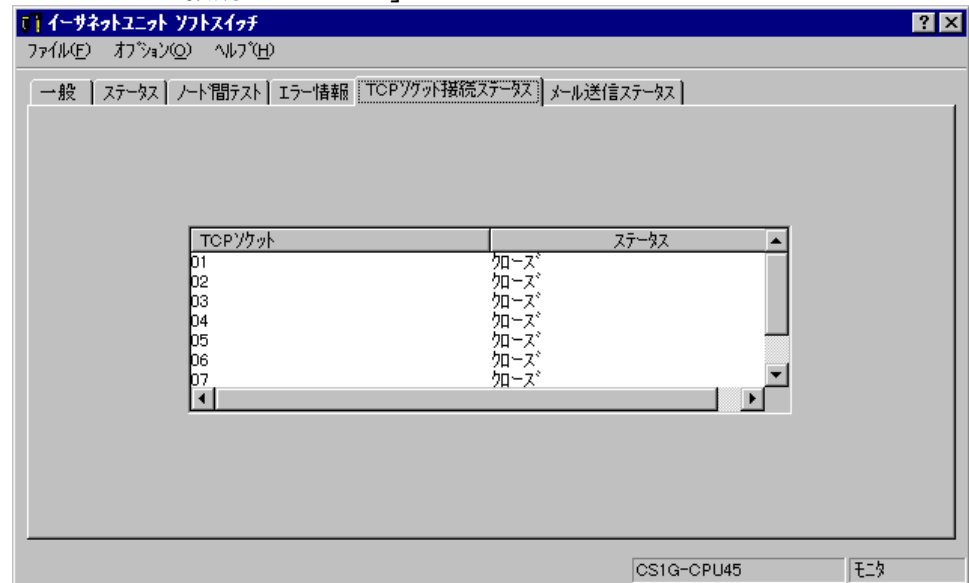 イーサネットユニット ソフトスイッチ
ファイル(F) オプション(O) ヘルプ(H)
一般 ステータス ノード間テスト エラー情報 TCPソケット接続ステータス メール送信ステータス
TCPソケット ステータス
01 クローズ
02 クローズ
03 クローズ
04 クローズ
05 クローズ
06 クローズ
07 クローズ
CS1G-CPU45 モニタ